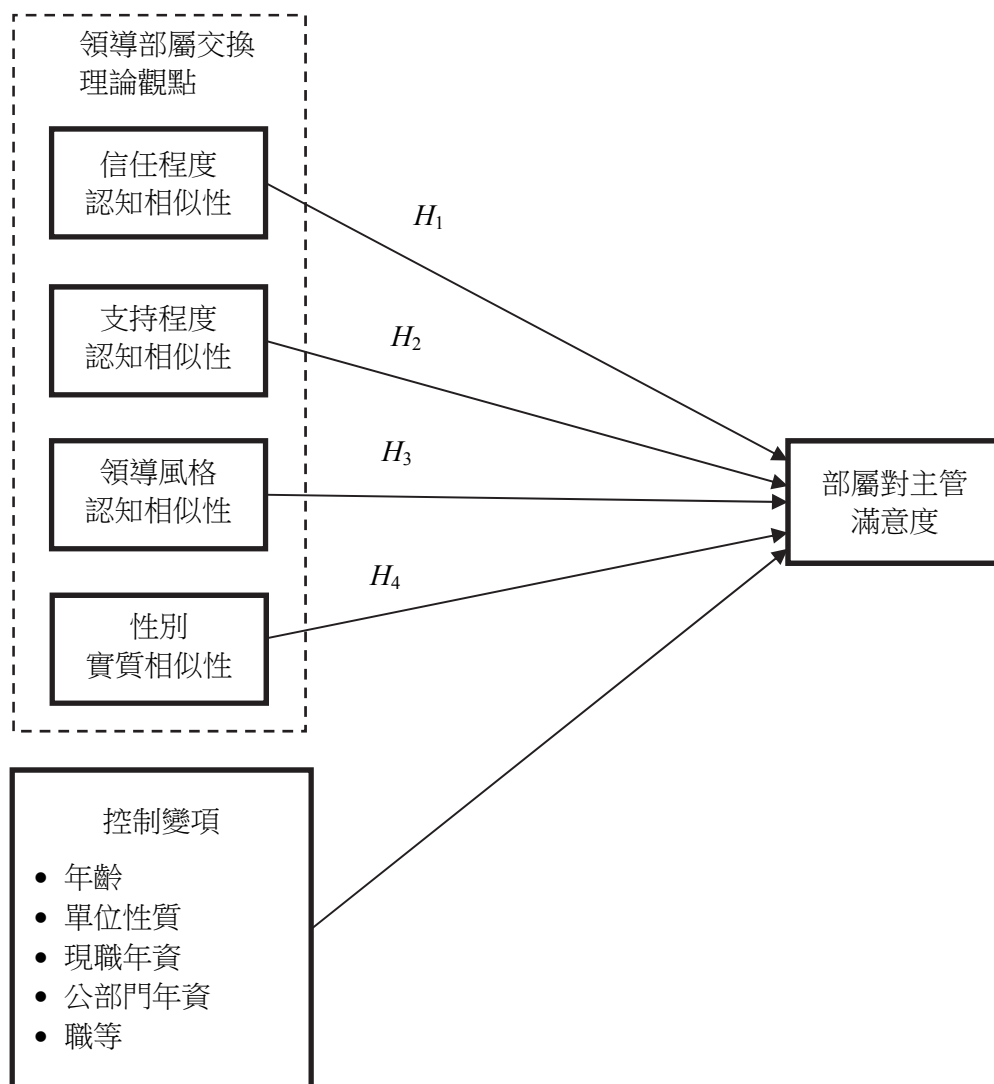 領導部屬交換
理論觀點
信任程度
認知相似性
H1
支持程度
認知相似性
H2
領導風格
認知相似性
H3
部屬對主管
滿意度
性別
實質相似性
H4
控制變項
• 年齡
• 單位性質
• 現職年資
• 公部門年資
• 職等